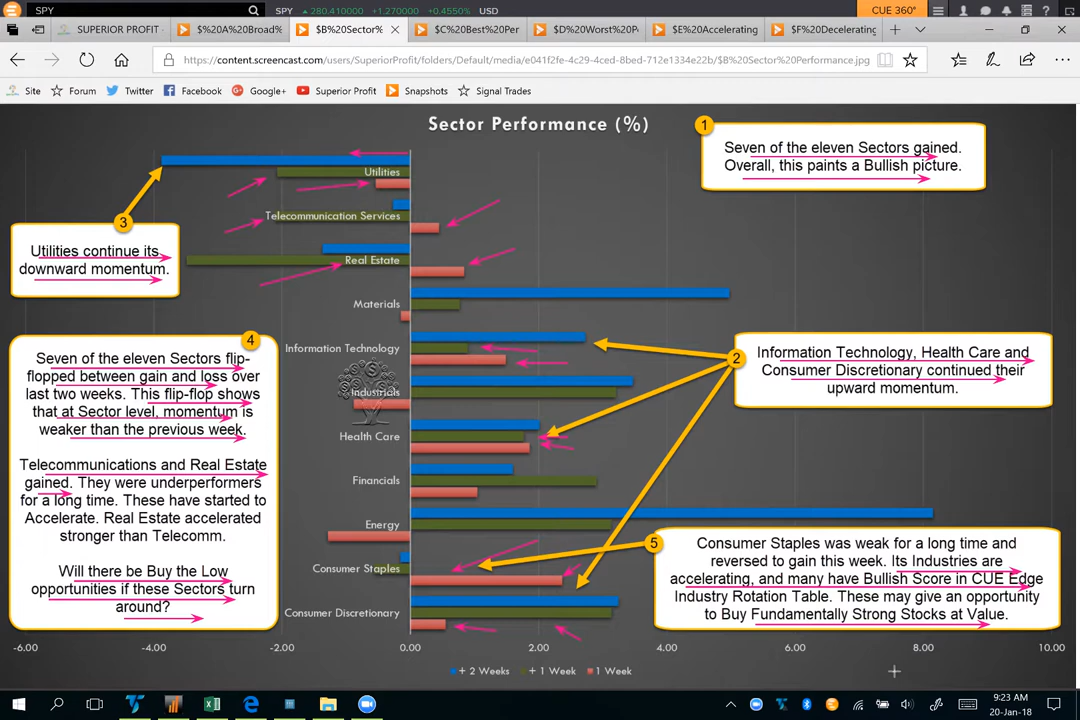 SPY
SPY
280.410000
+1.270000
+0.4550%
USD
CUE 360°
SUPERIOR PROFIT -
$%20A%20Broad%
$B%20Sector%
$C%20Best%20Per
$D%20Worst%20P
$E%20Accelerating
$F%20Decelerating
https://content.screencast.com/users/SuperiorProfit/folders/Default/media/e041f2fe-4c29-4ced-8bed-712e1334e22b/$B%20Sector%20Performance.jpg
Site
Forum
Twitter
Facebook
Google+
Superior Profit
Snapshots
Signal Trades
Sector Performance (%)
1
Seven of the eleven Sectors gained.
Overall, this paints a Bullish picture.
Utilities
Telecommunication Services
Real Estate
Materials
Information Technology
Industrials
Health Care
Financials
Energy
Consumer Staples
Consumer Discretionary
3
Utilities continue its
downward momentum.
4
Seven of the eleven Sectors flip-
flopped between gain and loss over
last two weeks. This flip-flop shows
that at Sector level, momentum is
weaker than the previous week.
Telecommunications and Real Estate
gained. They were underperformers
for a long time. These have started to
Accelerate. Real Estate accelerated
stronger than Telecomm.
Will there be Buy the Low
opportunities if these Sectors turn
around?
2
Information Technology, Health Care and
Consumer Discretionary continued their
upward momentum.
5
Consumer Staples was weak for a long time and
reversed to gain this week. Its Industries are
accelerating, and many have Bullish Score in CUE Edge
Industry Rotation Table. These may give an opportunity
to Buy Fundamentally Strong Stocks at Value.
-6.00
-4.00
-2.00
0.00
2.00
4.00
6.00
8.00
10.00
+ 2 Weeks
+ 1 Week
1 Week
9:23 AM
20-Jan-18